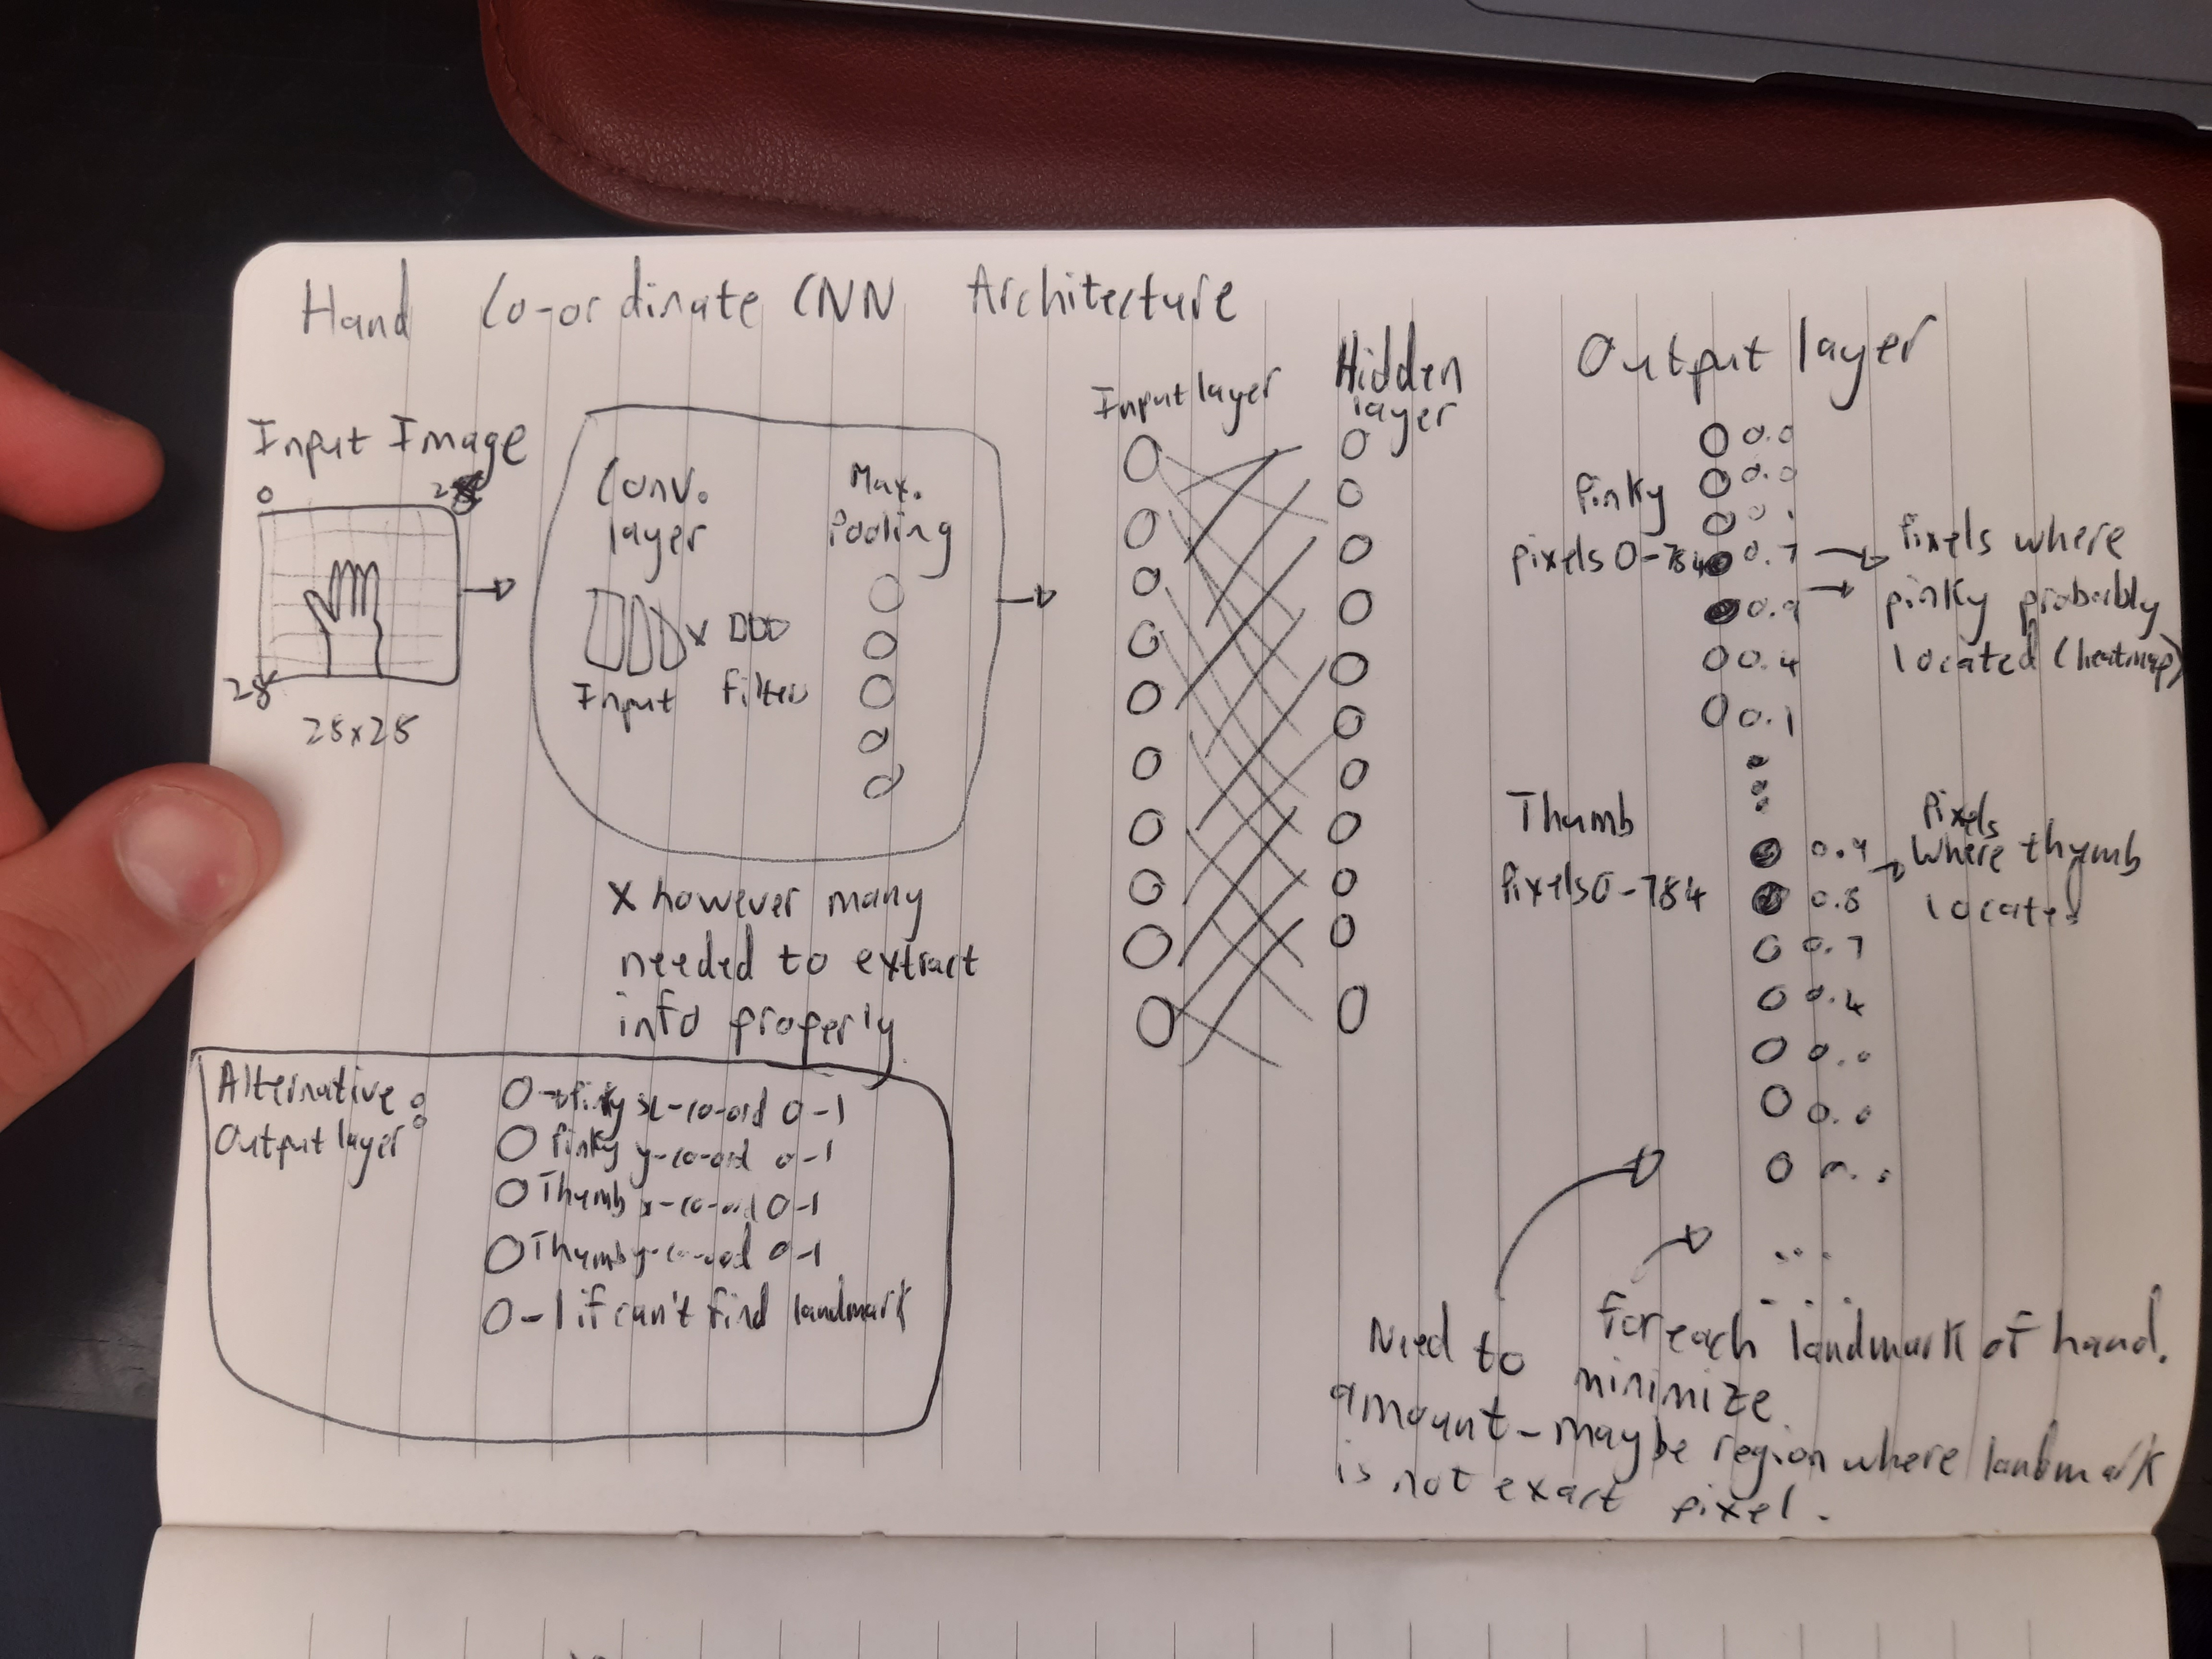 Hand Co-ordinate CNN Architecture
Input Image
0
28
28x28
Conv.
layer
Input
x
Filter
Max.
Pooling
x however many
needed to extract
info properly
Input layer
Hidden
layer
Output layer
Pinky
pixels 0-784
0.0
0.0
0.7
0.9
0.4
0.1
Pixels where
pinky probably
located (heatmap)
Thumb
Pixels 0-784
0.9
0.8
0.7
0.4
0.0
0.0
Pixels
where thumb
located
...
For each landmark of hand.
Need to minimize
amount - maybe region where landmark
is not exact pixel.
Alternative
Output layer:
Pinky x-co-ord 0-1
Pinky y-co-ord 0-1
Thumb x-co-ord 0-1
Thumb y-co-ord 0-1
-1 if can't find landmark